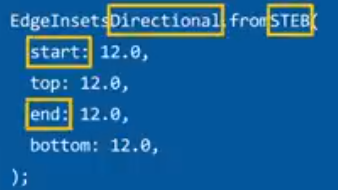 EdgeInsetsDirectional.fromSTEB(
start: 12.0,
top: 12.0,
end: 12.0,
bottom: 12.0,
);